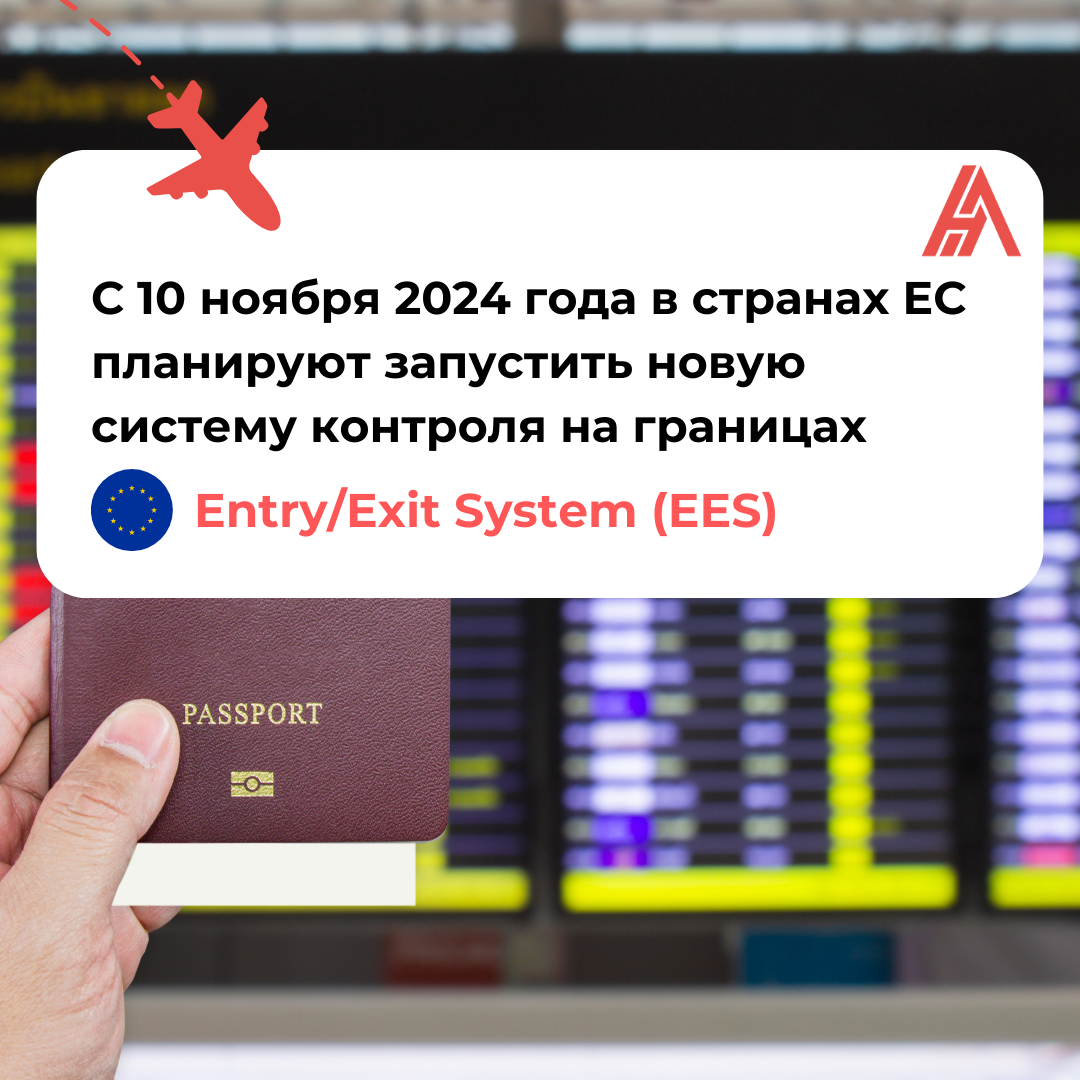 С 10 ноября 2024 года в странах ЕС
планируют запустить новую
систему контроля на границах
Entry/Exit System (EES)
PASSPORT